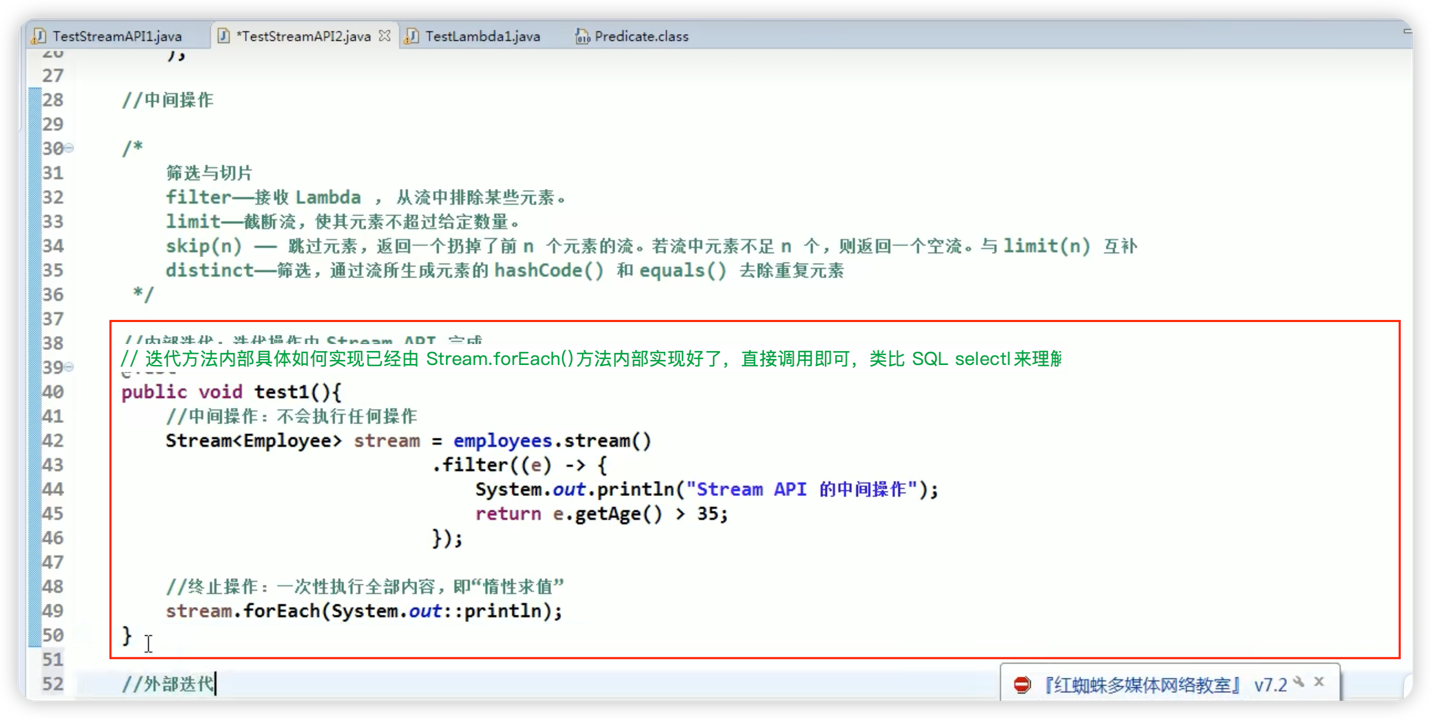 TestStreamAPI1.java *TestStreamAPI2.java TestLambda1.java Predicate.class
26 );
27
28 //中间操作
29
30 /*
31 筛选与切片
32 filter——接收 Lambda ， 从流中排除某些元素。
33 limit——截断流，使其元素不超过给定数量。
34 skip(n) —— 跳过元素，返回一个扔掉了前 n 个元素的流。若流中元素不足 n 个，则返回一个空流。与 limit(n) 互补
35 distinct——筛选，通过流所生成元素的 hashCode() 和 equals() 去除重复元素
36 */
37
38 //内部迭代：迭代操作由 Stream API 完成
// 迭代方法内部具体如何实现已经由 Stream.forEach()方法内部实现好了，直接调用即可，类比 SQL selectl来理解
39
40 public void test1(){
41 //中间操作：不会执行任何操作
42 Stream<Employee> stream = employees.stream()
43 .filter((e) -> {
44 System.out.println("Stream API 的中间操作");
45 return e.getAge() > 35;
46 });
47
48 //终止操作：一次性执行全部内容，即“惰性求值”
49 stream.forEach(System.out::println);
50 }
51
52 //外部迭代
『红蜘蛛多媒体网络教室』 v7.2